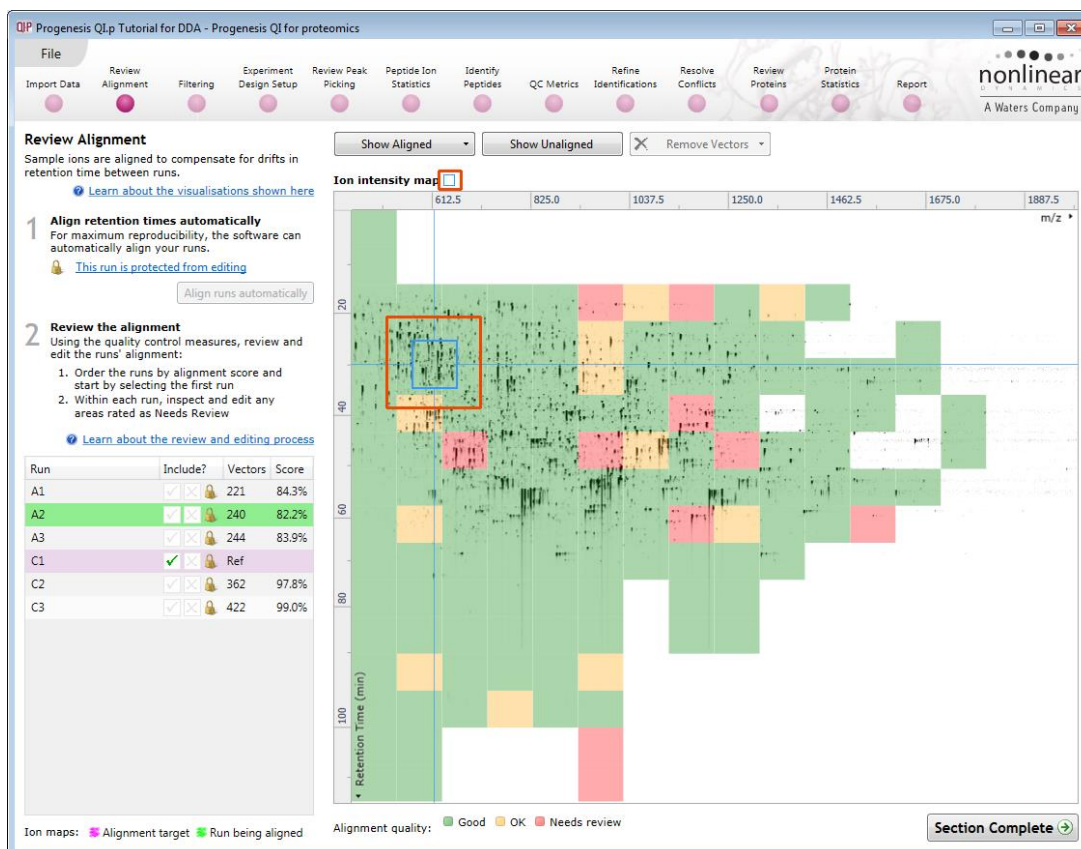 QIP Progenesis QI.p Tutorial for DDA - Progenesis QI for proteomics
File
Import Data
Review Alignment
Filtering
Experiment Design Setup
Review Peak Picking
Peptide Ion Statistics
Identify Peptides
QC Metrics
Refine Identifications
Resolve Conflicts
Review Proteins
Protein Statistics
Report
nonlinear
DYNAMICS
A Waters Company
Review Alignment
Sample ions are aligned to compensate for drifts in
retention time between runs.
Learn about the visualisations shown here
1 Align retention times automatically
For maximum reproducibility, the software can
automatically align your runs.
This run is protected from editing
Align runs automatically
2 Review the alignment
Using the quality control measures, review and
edit the runs' alignment:
1. Order the runs by alignment score and
start by selecting the first run
2. Within each run, inspect and edit any
areas rated as Needs Review
Learn about the review and editing process
Run Include? Vectors Score
A1 221 84.3%
A2 240 82.2%
A3 244 83.9%
C1 Ref
C2 362 97.8%
C3 422 99.0%
Ion maps: Alignment target Run being aligned
Show Aligned
Show Unaligned
Remove Vectors
Ion intensity map
612.5 825.0 1037.5 1250.0 1462.5 1675.0 1887.5
m/z
20
40
60
80
100
Retention Time (min)
Alignment quality: Good OK Needs review
Section Complete